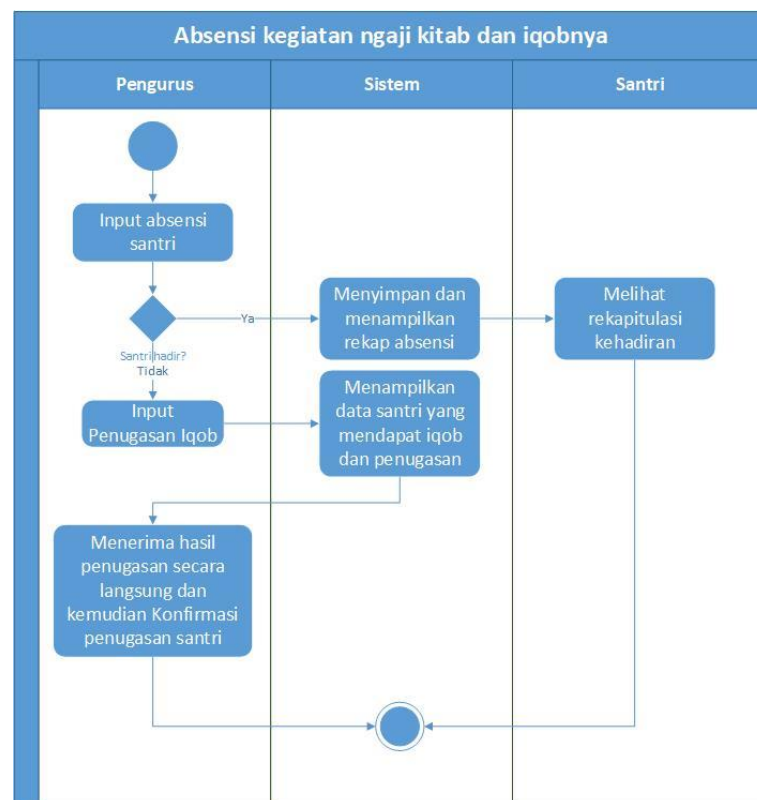 Absensi kegiatan ngaji kitab dan iqobnya
Pengurus
Sistem
Santri
Input absensi
santri
Ya
Menyimpan dan
menampilkan
rekap absensi
Melihat
rekapitulasi
kehadiran
Santri hadir?
Tidak
Input
Penugasan Iqob
Menampilkan
data santri yang
mendapat iqob
dan penugasan
Menerima hasil
penugasan secara
langsung dan
kemudian Konfirmasi
penugasan santri